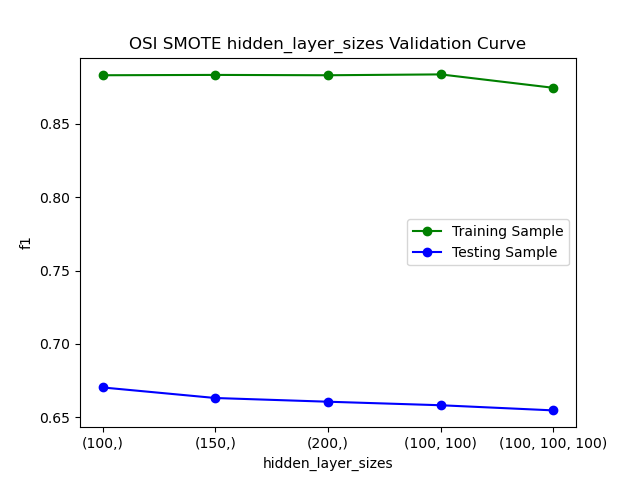 OSI SMOTE hidden_layer_sizes Validation Curve
f1
0.85
0.80
0.75
0.70
0.65
Training Sample
Testing Sample
(100,)
(150,)
(200,)
(100, 100)
(100, 100, 100)
hidden_layer_sizes